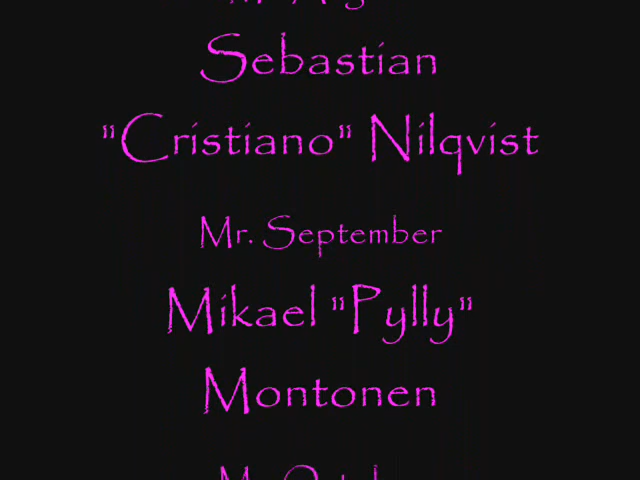 Sebastian
"Cristiano" Nilqvist
Mr. September
Mikael "Pylly"
Montonen